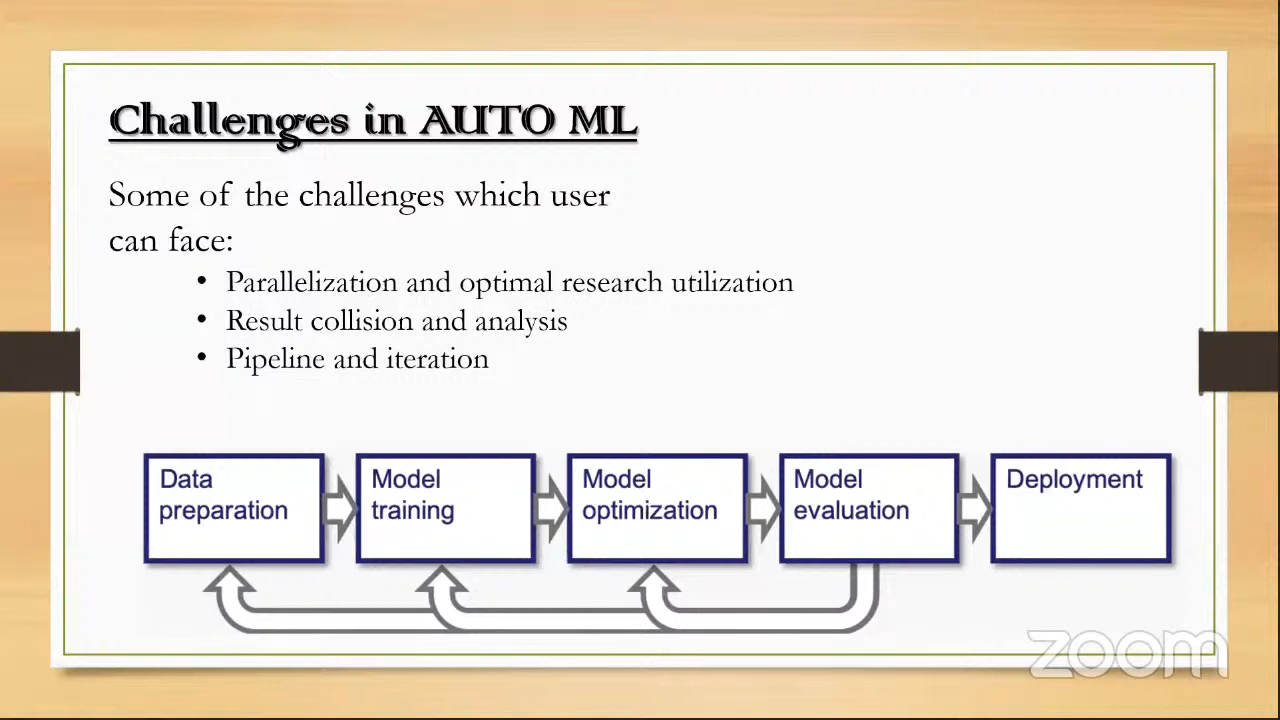 Challenges in AUTO ML
Some of the challenges which user
can face:
• Parallelization and optimal research utilization
• Result collision and analysis
• Pipeline and iteration
Data
preparation
Model
training
Model
optimization
Model
evaluation
Deployment
zoom